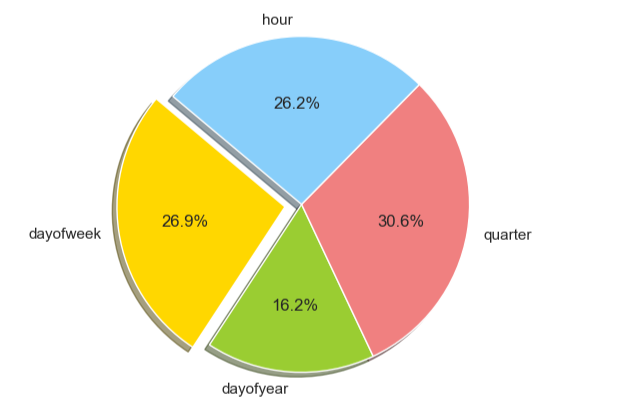 hour
26.2%
26.9%
dayofweek
30.6%
quarter
16.2%
dayofyear